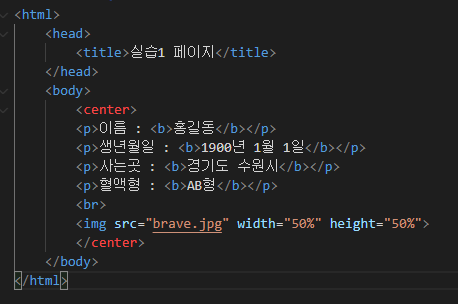 <html>
<head>
<title>실습1 페이지</title>
</head>
<body>
<center>
<p>이름 : <b>홍길동</b></p>
<p>생년월일 : <b>1900년 1월 1일</b></p>
<p>사는곳 : <b>경기도 수원시</b></p>
<p>혈액형 : <b>AB형</b></p>
<br>
<img src="brave.jpg" width="50%" height="50%">
</center>
</body>
</html>